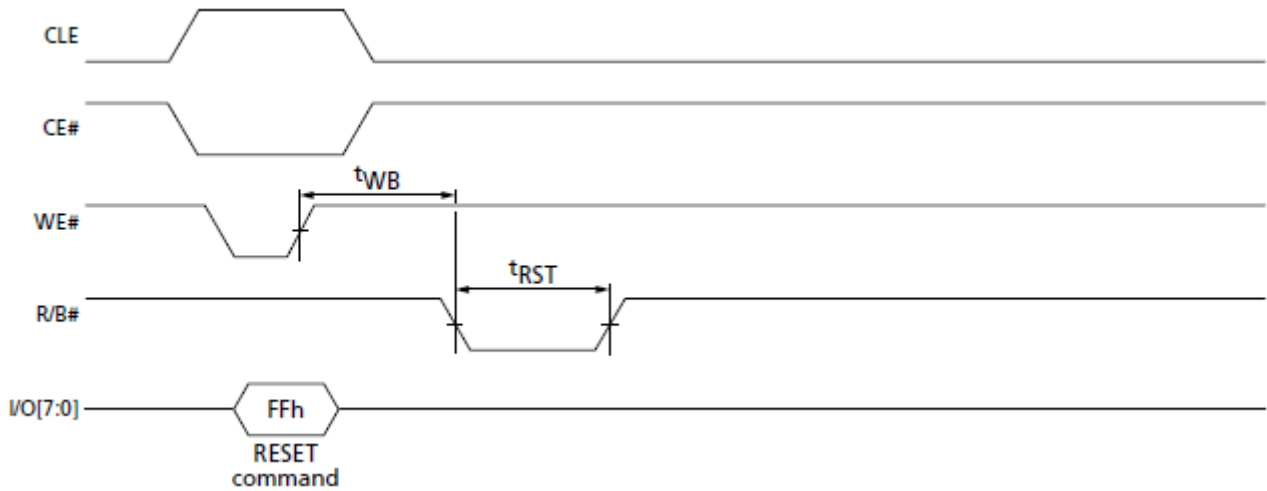 CLE
CE#
tWB
WE#
tRST
R/B#
I/O[7:0]
FFh
RESET
command